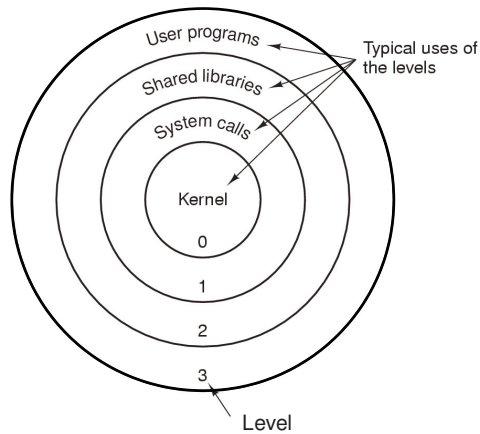 User programs
Shared libraries
System calls
Kernel
0
1
2
3
Typical uses of
the levels
Level